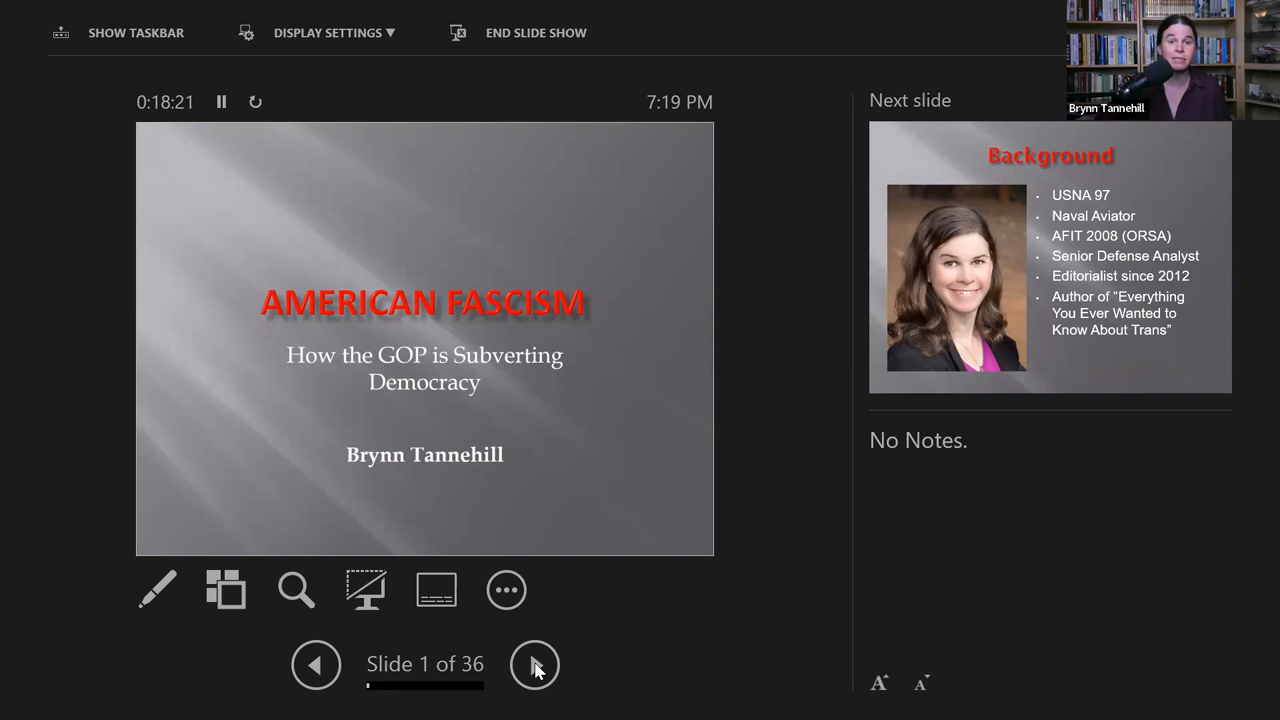 SHOW TASKBAR
DISPLAY SETTINGS ▼
END SLIDE SHOW
Brynn Tannehill
0:18:21
7:19 PM
AMERICAN FASCISM
How the GOP is Subverting
Democracy
Brynn Tannehill
Slide 1 of 36
Next slide
Background
USNA 97
Naval Aviator
AFIT 2008 (ORSA)
Senior Defense Analyst
Editorialist since 2012
Author of “Everything
You Ever Wanted to
Know About Trans”
No Notes.
A A